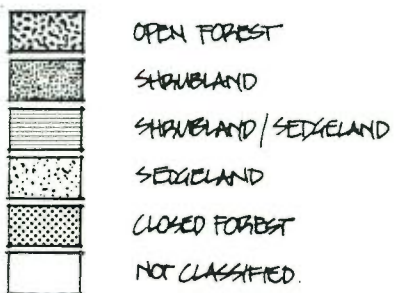 OPEN FOREST
SHRUBLAND
SHRUBLAND/SEDGELAND
SEDGELAND
CLOSED FOREST
NOT CLASSIFIED.